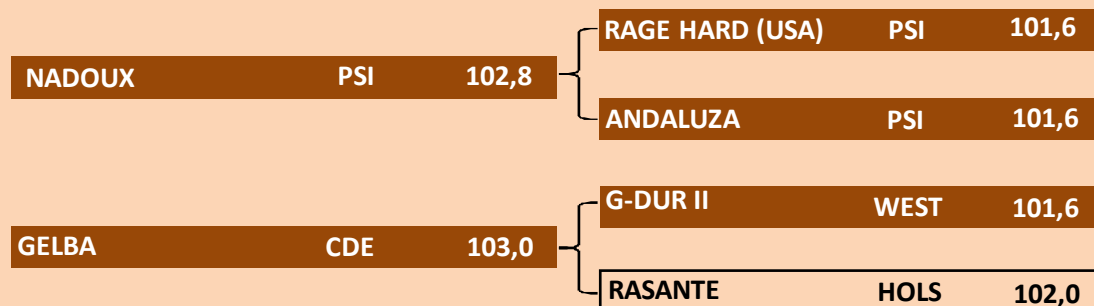 RAGE HARD (USA) PSI 101,6
NADOUX PSI 102,8
ANDALUZA PSI 101,6
G-DUR II WEST 101,6
GELBA CDE 103,0
RASANTE HOLS 102,0